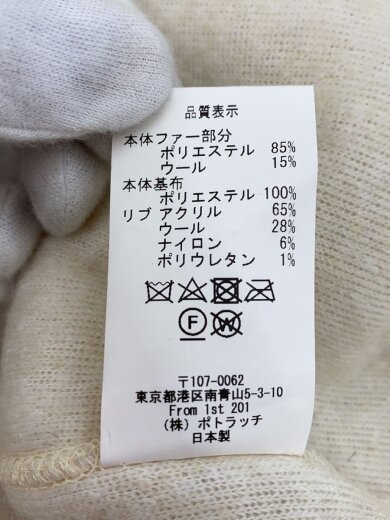 品質表示
本体ファー部分
ポリエステル 85%
ウール 15%
本体基布
ポリエステル 100%
リブ アクリル 65%
ウール 28%
ナイロン 6%
ポリウレタン 1%
F W
〒107-0062
東京都港区南青山5-3-10
From 1st 201
(株) ポトラッチ
日本製